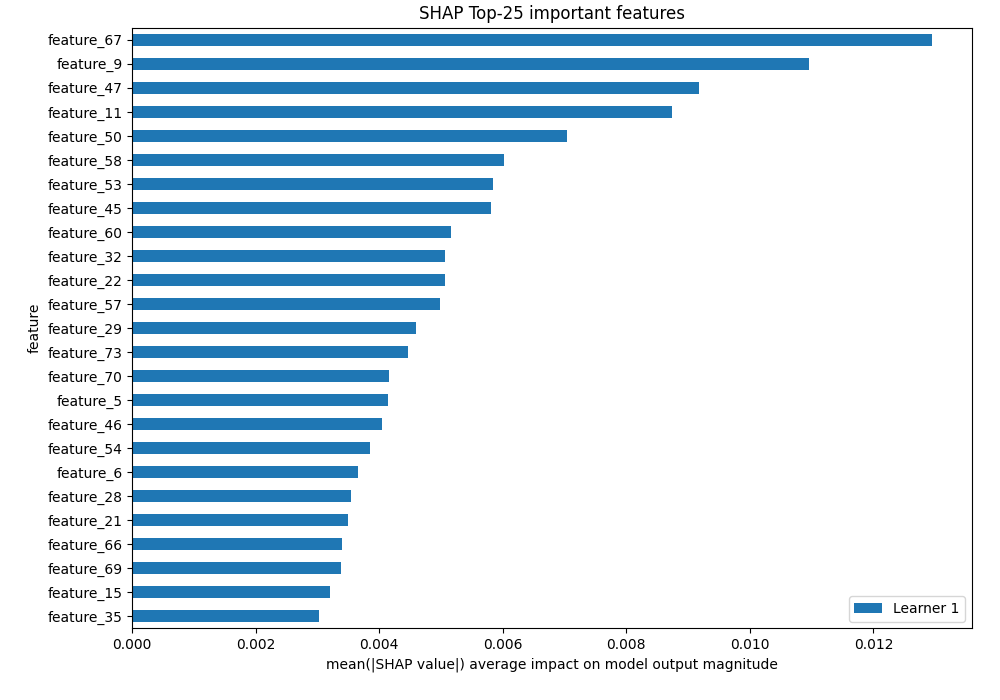 SHAP Top-25 important features
feature_67
feature_9
feature_47
feature_11
feature_50
feature_58
feature_53
feature_45
feature_60
feature_32
feature_22
feature_57
feature_29
feature_73
feature_70
feature_5
feature_46
feature_54
feature_6
feature_28
feature_21
feature_66
feature_69
feature_15
feature_35
feature
Learner 1
0.000 0.002 0.004 0.006 0.008 0.010 0.012
mean(|SHAP value|) average impact on model output magnitude